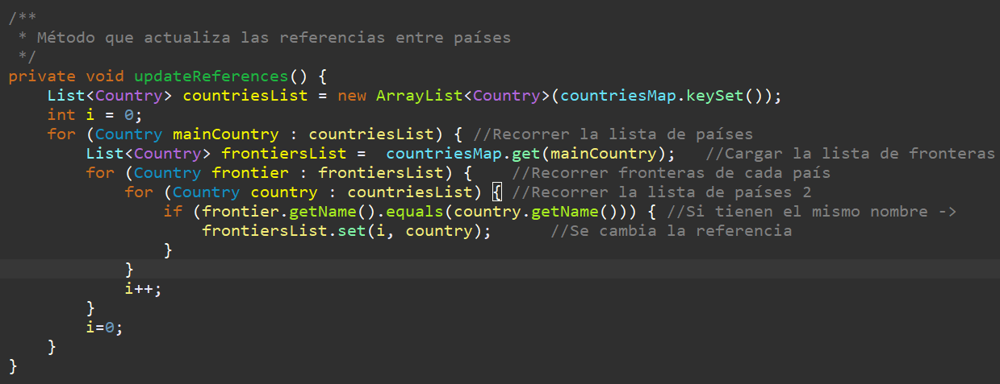 /**
 * Método que actualiza las referencias entre países
 */
private void updateReferences() {
    List<Country> countriesList = new ArrayList<Country>(countriesMap.keySet());
    int i = 0;
    for (Country mainCountry : countriesList) { //Recorrer la lista de países
        List<Country> frontiersList =  countriesMap.get(mainCountry);   //Cargar la lista de fronteras
        for (Country frontier : frontiersList) {    //Recorrer fronteras de cada país
            for (Country country : countriesList) { //Recorrer la lista de países 2
                if (frontier.getName().equals(country.getName())) { //Si tienen el mismo nombre ->
                    frontiersList.set(i, country);      //Se cambia la referencia
                }
            }
            i++;
        }
        i=0;
    }
}